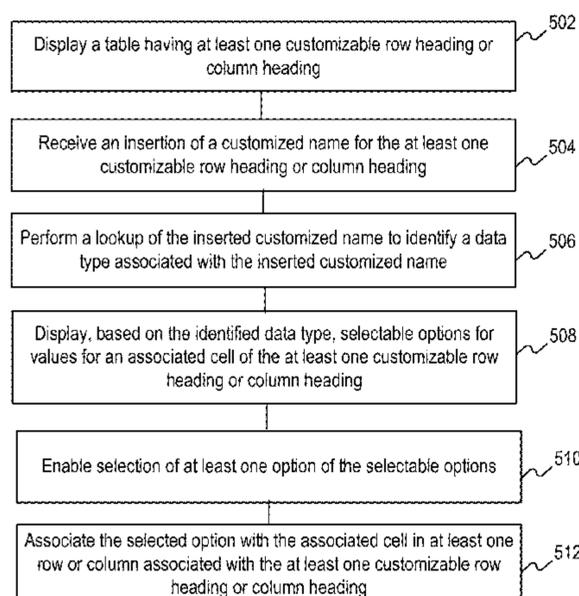 502
Display a table having at least one customizable row heading or
column heading
504
Receive an insertion of a customized name for the at least one
customizable row heading or column heading
506
Perform a lookup of the inserted customized name to identify a data
type associated with the inserted customized name
508
Display, based on the identified data type, selectable options for
values for an associated cell of the at least one customizable row
heading or column heading
510
Enable selection of at least one option of the selectable options
512
Associate the selected option with the associated cell in at least one
row or column associated with the at least one customizable row
heading or column heading